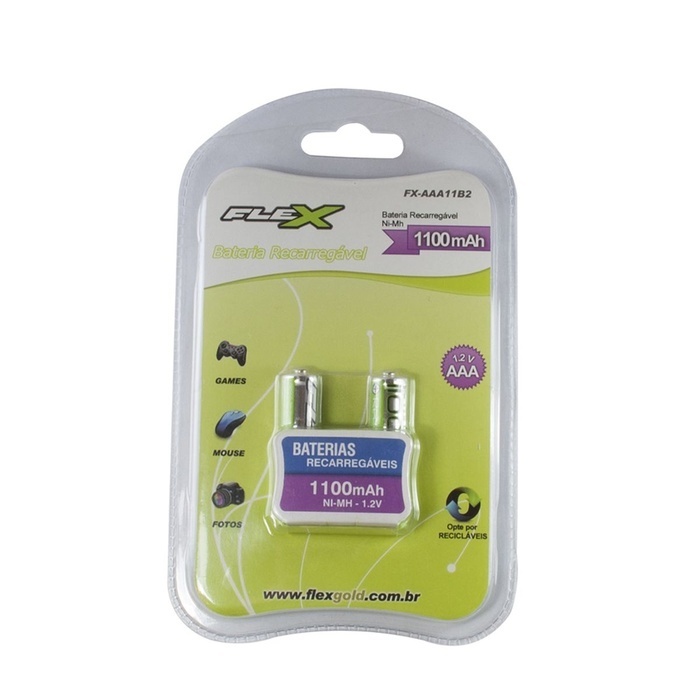 FX-AAA11B2
FLEX
Bateria Recarregável
Ni-Mh
1100mAh
Bateria Recarregável
1.2 V
AAA
GAMES
MOUSE
FOTOS
BATERIAS
RECARREGÁVEIS
1100mAh
NI-MH - 1.2V
Opte por
RECICLÁVEIS
www.flexgold.com.br